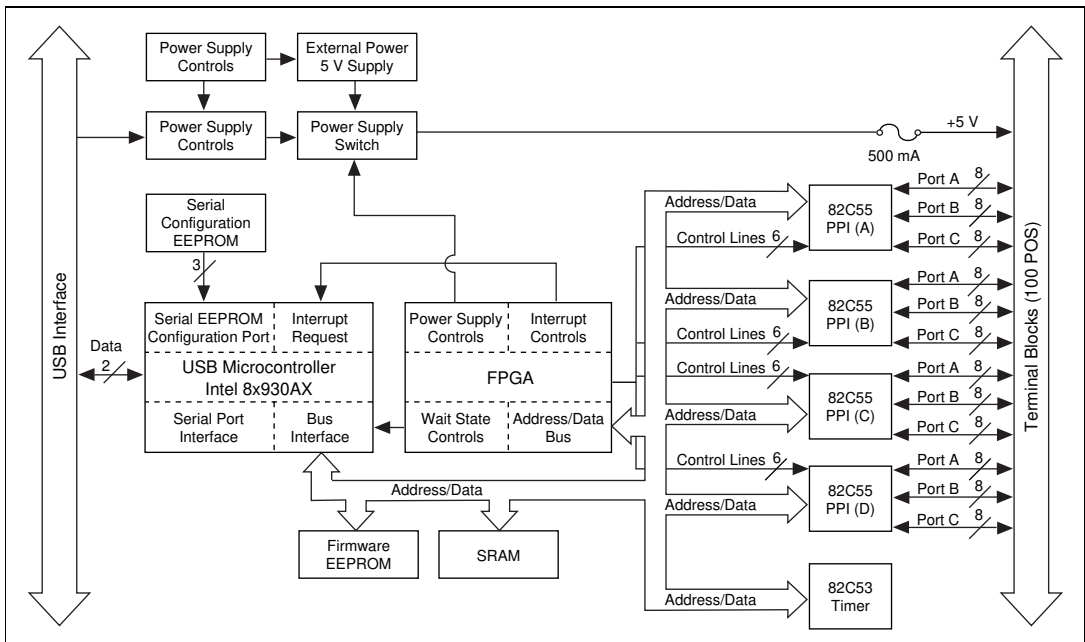 Power Supply
Controls
External Power
5 V Supply
Power Supply
Controls
Power Supply
Switch
+5 V
500 mA
Serial
Configuration
EEPROM
3
USB Interface
Data
2
Serial EEPROM
Configuration Port
Interrupt
Request
USB Microcontroller
Intel 8x930AX
Serial Port
Interface
Bus
Interface
Power Supply
Controls
Interrupt
Controls
FPGA
Wait State
Controls
Address/Data
Bus
Address/Data
Firmware
EEPROM
SRAM
Address/Data
Control Lines 6
82C55
PPI (A)
Port A 8
Port B 8
Port C 8
Address/Data
Control Lines 6
82C55
PPI (B)
Port A 8
Port B 8
Port C 8
Control Lines 6
Address/Data
82C55
PPI (C)
Port A 8
Port B 8
Port C 8
Control Lines 6
Address/Data
82C55
PPI (D)
Port A 8
Port B 8
Port C 8
Address/Data
82C53
Timer
Terminal Blocks (100 POS)